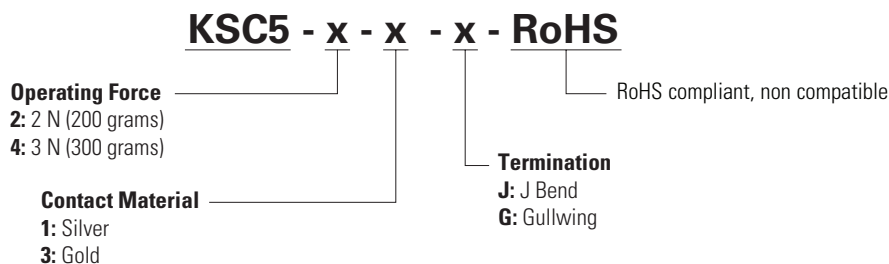 KSC5 - x - x - x - RoHS
Operating Force
2: 2 N (200 grams)
4: 3 N (300 grams)
RoHS compliant, non compatible
Contact Material
1: Silver
3: Gold
Termination
J: J Bend
G: Gullwing